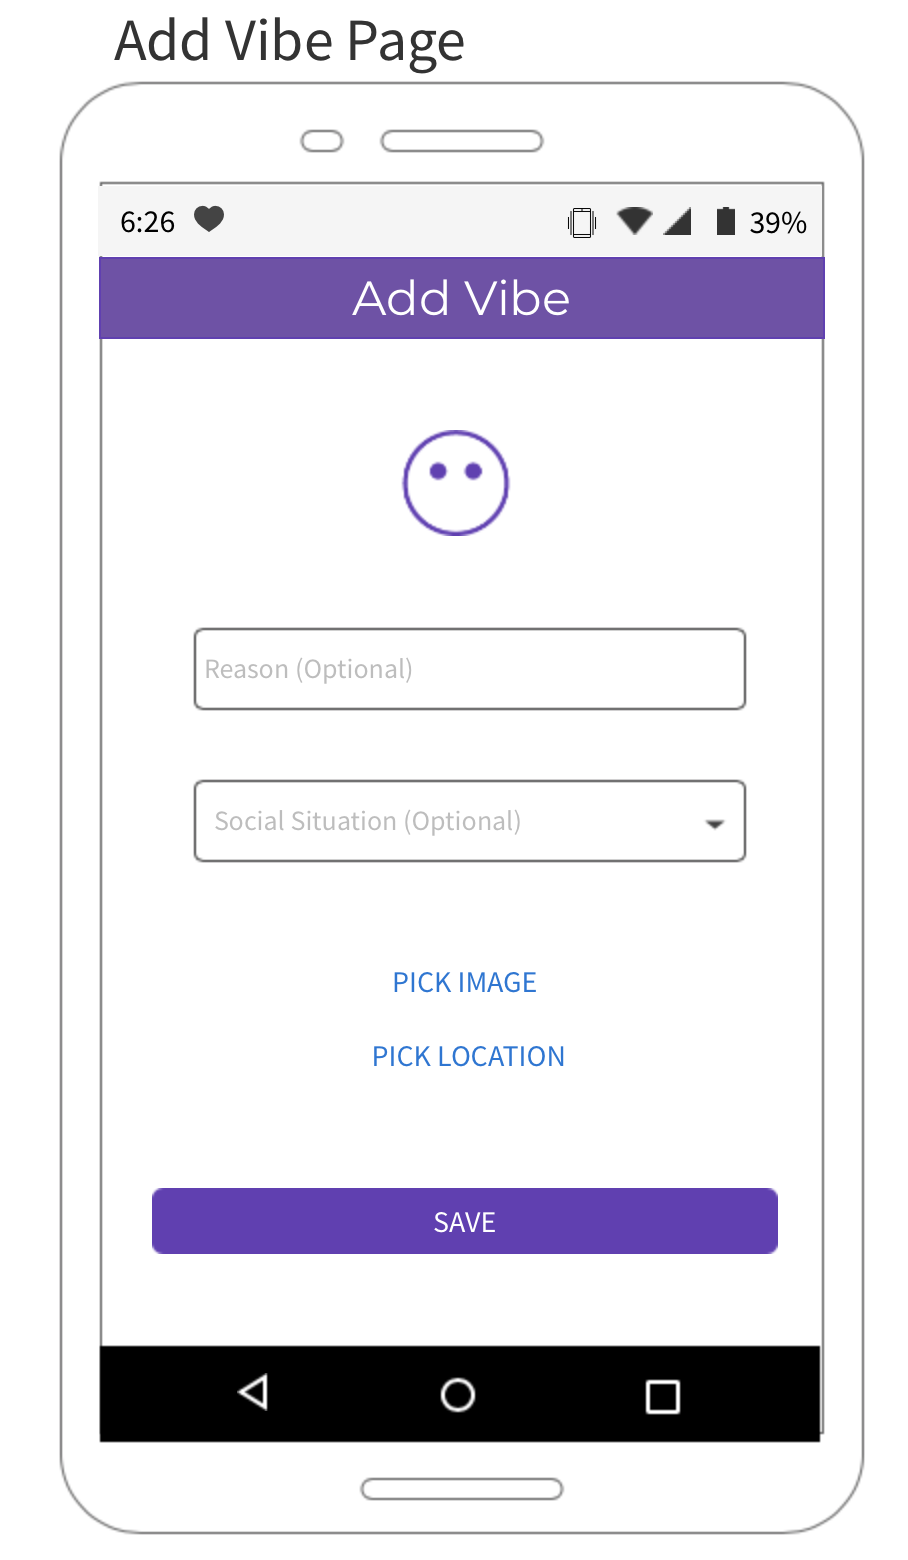 Add Vibe Page
6:26 39%
Add Vibe
Reason (Optional)
Social Situation (Optional)
PICK IMAGE
PICK LOCATION
SAVE